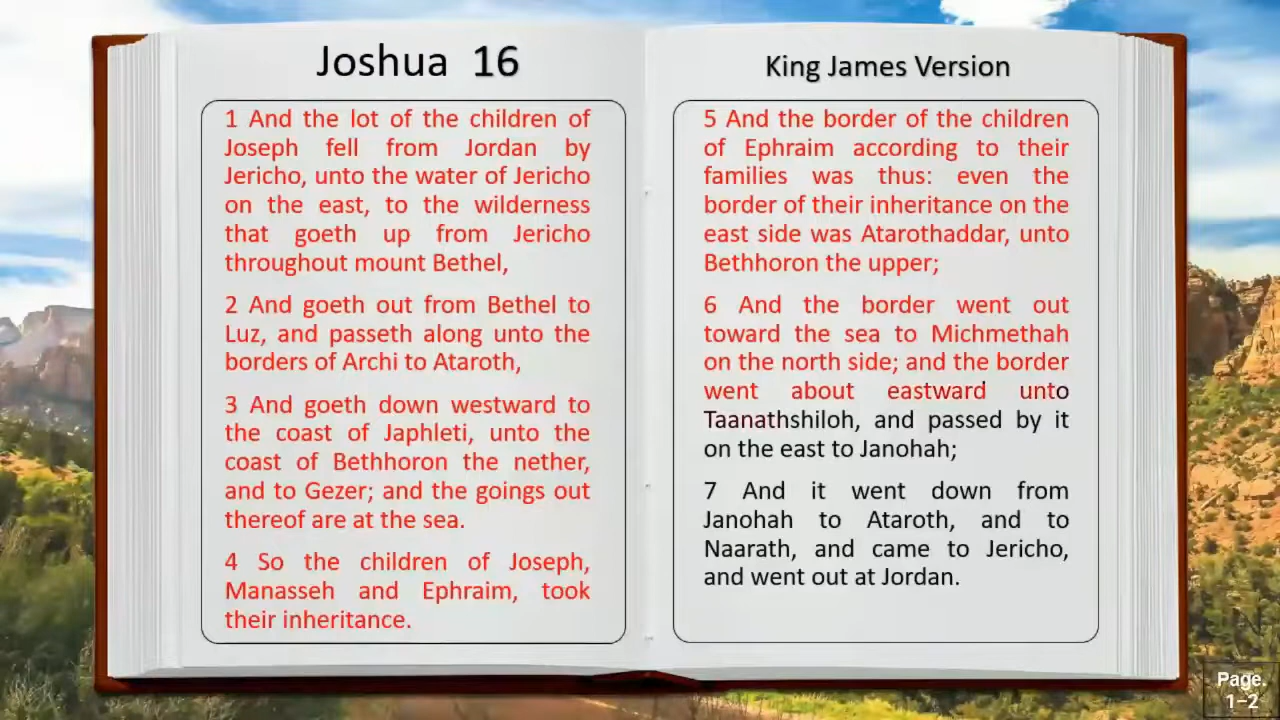 Joshua 16
1 And the lot of the children of
Joseph fell from Jordan by
Jericho, unto the water of Jericho
on the east, to the wilderness
that goeth up from Jericho
throughout mount Bethel,
2 And goeth out from Bethel to
Luz, and passeth along unto the
borders of Archi to Ataroth,
3 And goeth down westward to
the coast of Japhleti, unto the
coast of Bethhoron the nether,
and to Gezer; and the goings out
thereof are at the sea.
4 So the children of Joseph,
Manasseh and Ephraim, took
their inheritance.
King James Version
5 And the border of the children
of Ephraim according to their
families was thus: even the
border of their inheritance on the
east side was Atarothaddar, unto
Bethhoron the upper;
6 And the border went out
toward the sea to Michmethah
on the north side; and the border
went about eastward unto
Taanathshiloh, and passed by it
on the east to Janohah;
7 And it went down from
Janohah to Ataroth, and to
Naarath, and came to Jericho,
and went out at Jordan.
Page.
1-2